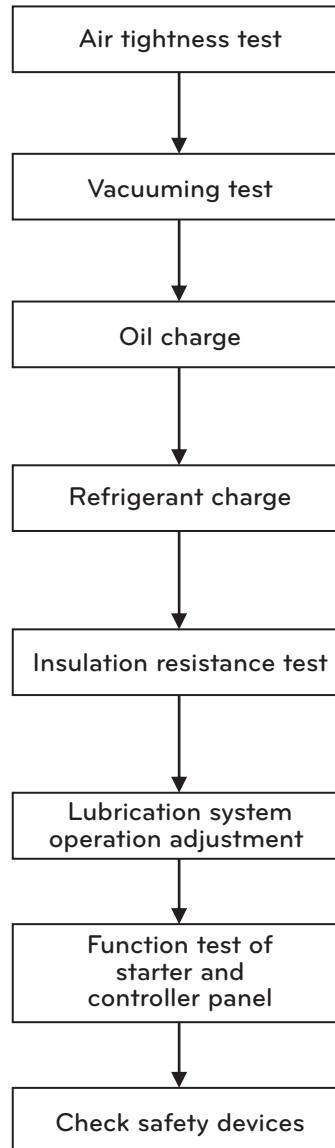 Air tightness test
Vacuuming test
Oil charge
Refrigerant charge
Insulation resistance test
Lubrication system
operation adjustment
Function test of
starter and
controller panel
Check safety devices